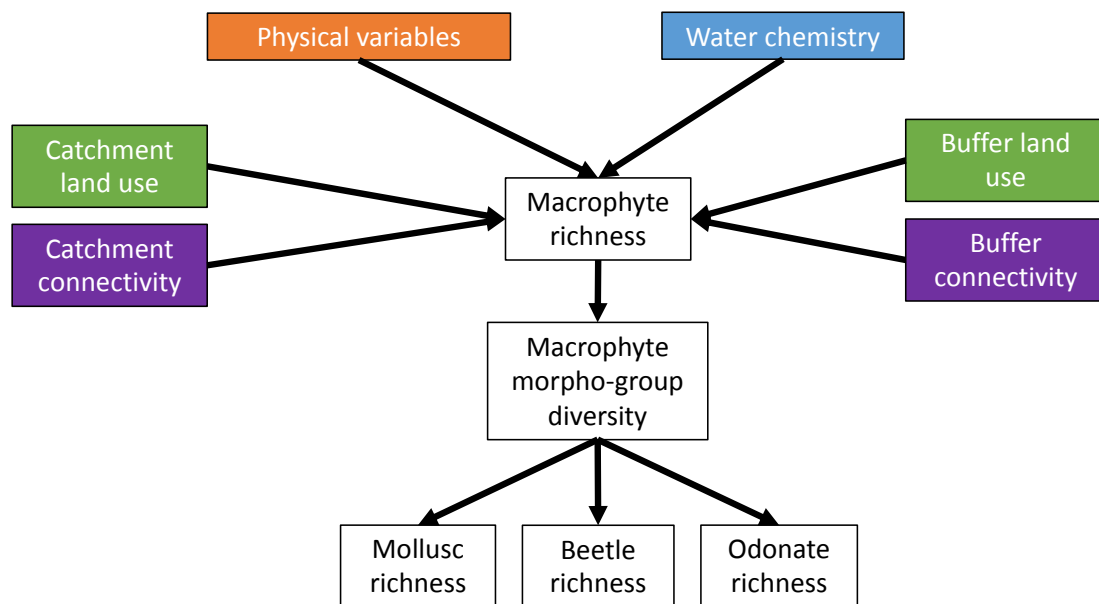 Physical variables
Water chemistry
Catchment
land use
Buffer land
use
Macrophyte
richness
Catchment
connectivity
Buffer
connectivity
Macrophyte
morpho-group
diversity
Mollusc
richness
Beetle
richness
Odonate
richness